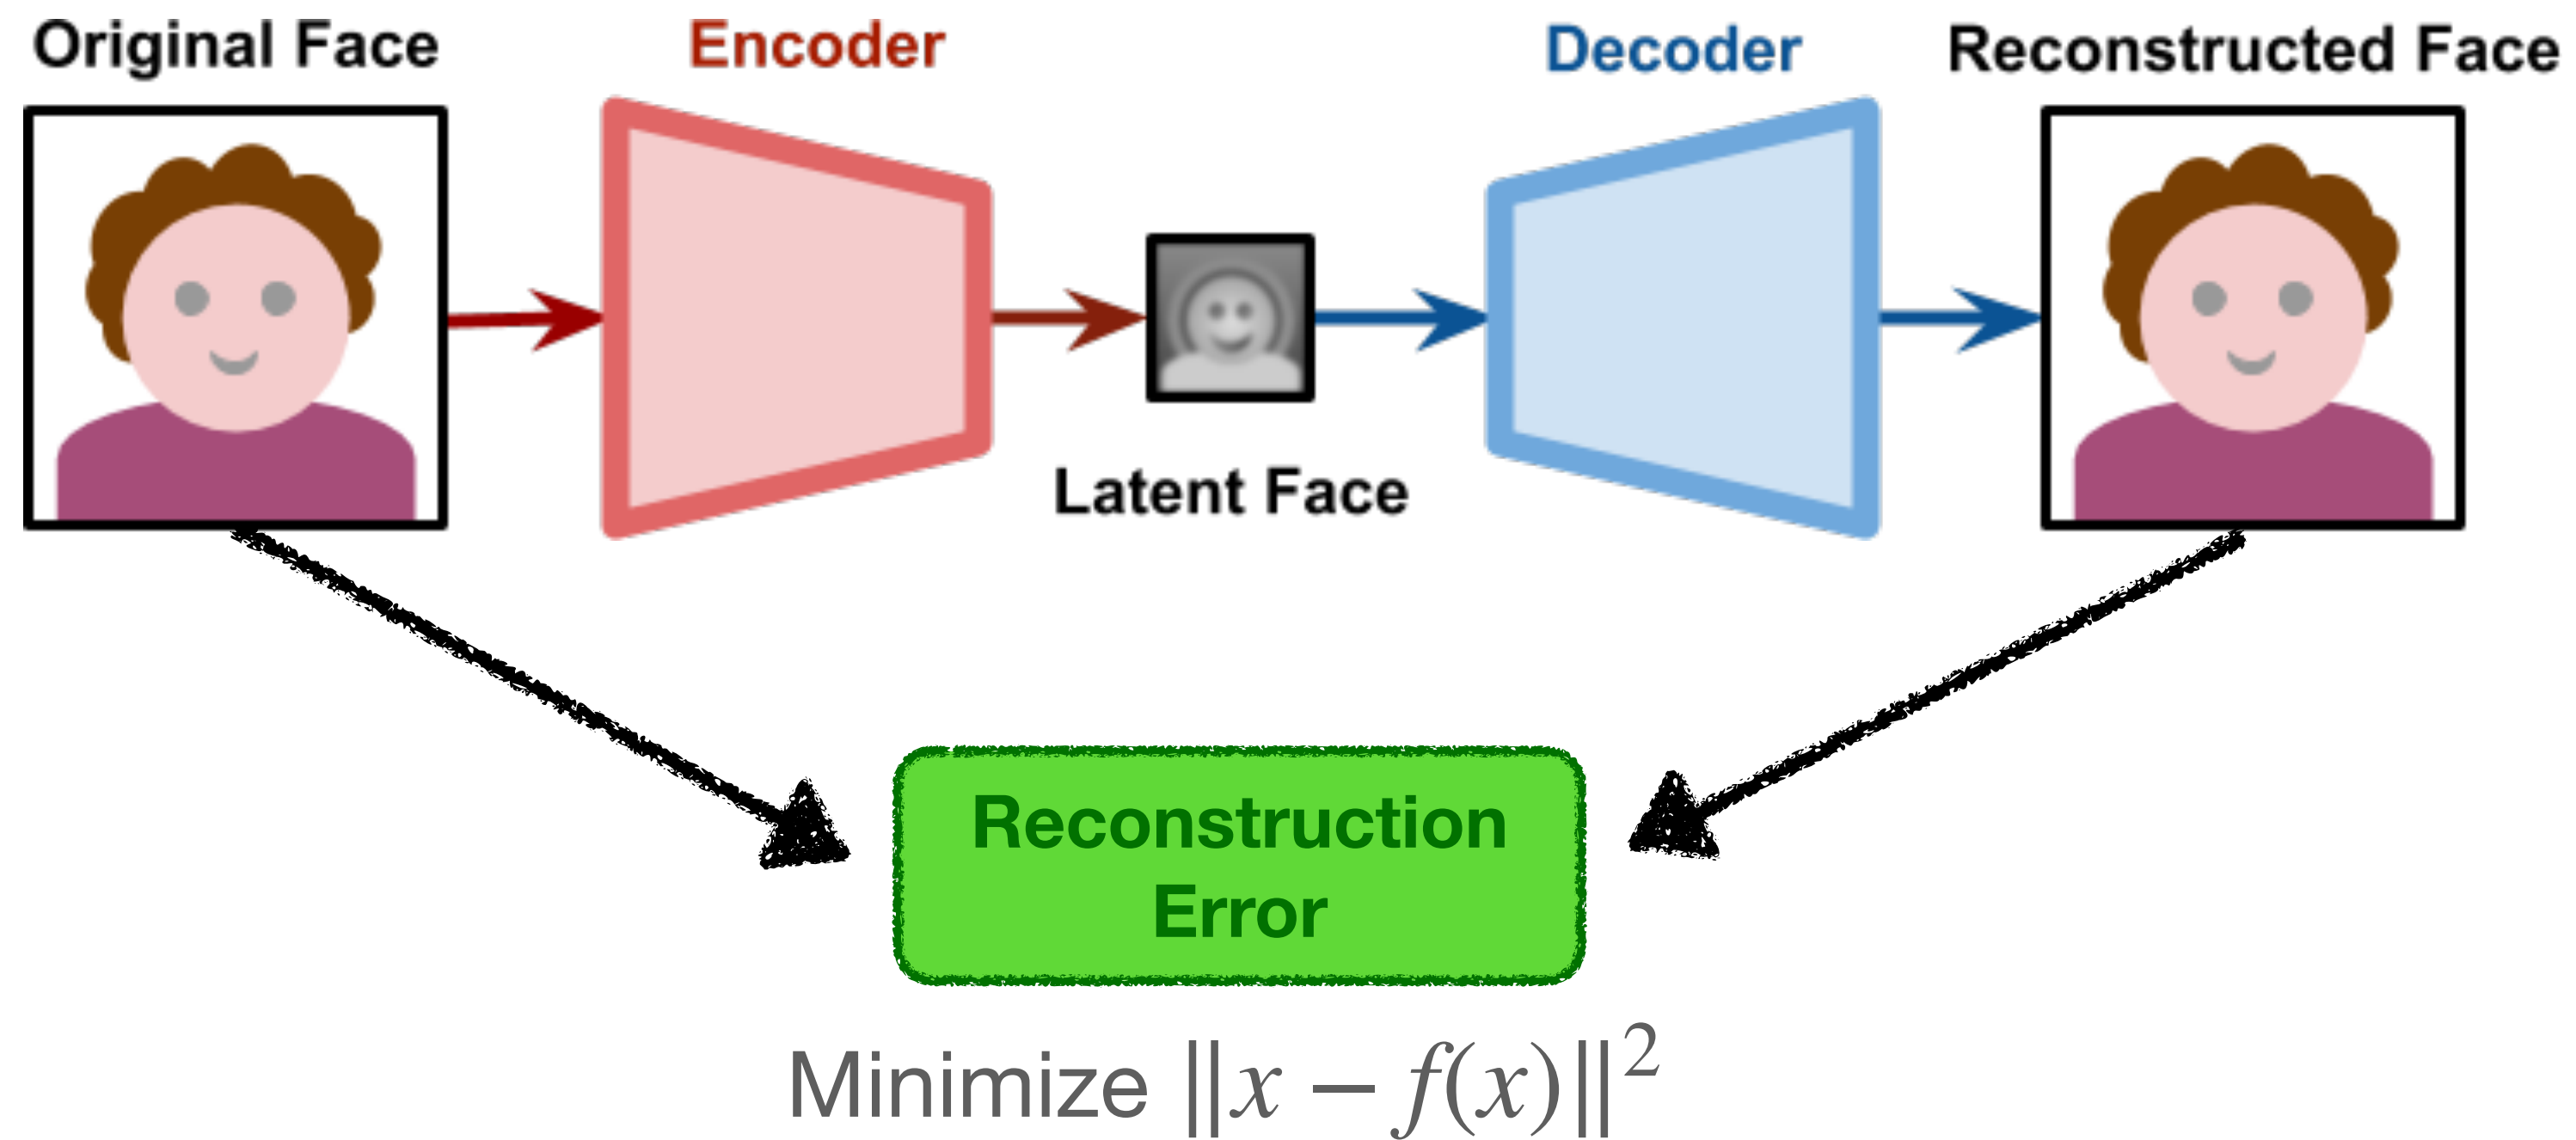 Original Face
Encoder
Decoder
Reconstructed Face
Latent Face
Reconstruction
Error
Minimize ||x − f(x)||²